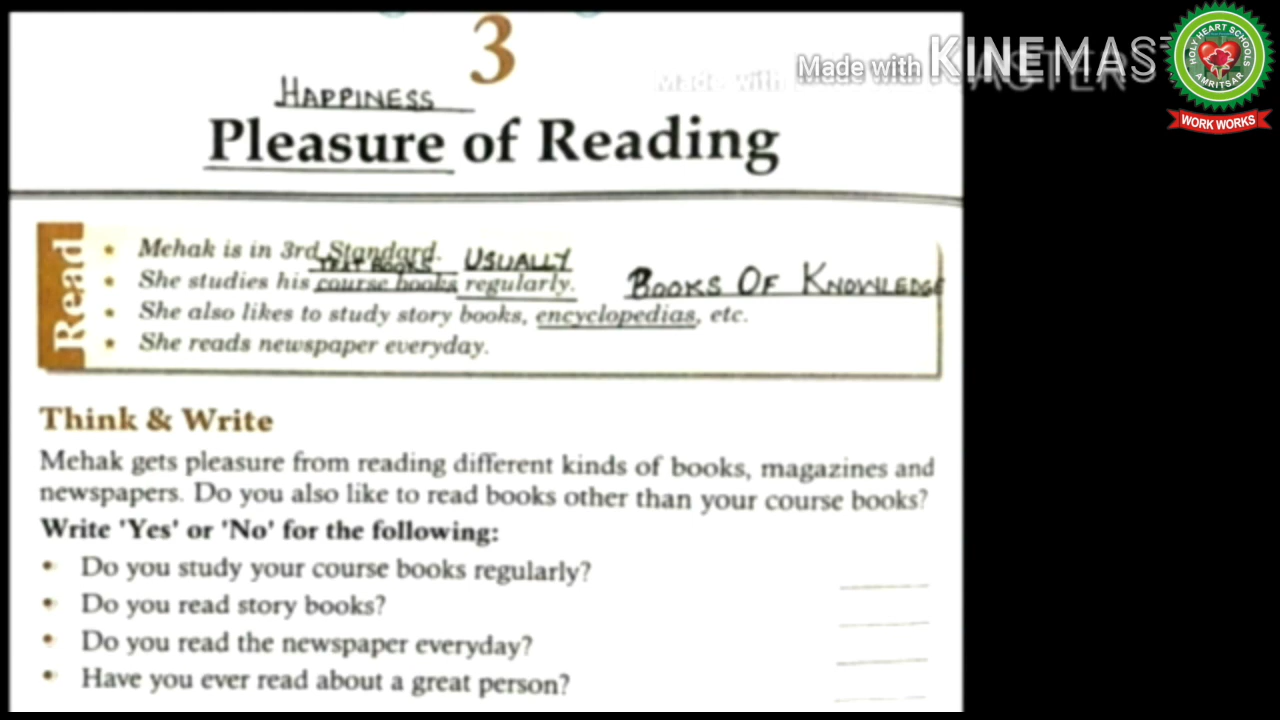 3
Made with KINEMASTER
HOLY HEART SCHOOLS
AMRITSAR
WORK WORKS
HAPPINESS
Pleasure of Reading
Read
• Mehak is in 3rd Standard.
TEXT BOOKS USUALLY
• She studies his course books regularly.
BOOKS OF KNOWLEDGE
• She also likes to study story books, encyclopedias, etc.
• She reads newspaper everyday.
Think & Write
Mehak gets pleasure from reading different kinds of books, magazines and
newspapers. Do you also like to read books other than your course books?
Write 'Yes' or 'No' for the following:
• Do you study your course books regularly?
• Do you read story books?
• Do you read the newspaper everyday?
• Have you ever read about a great person?